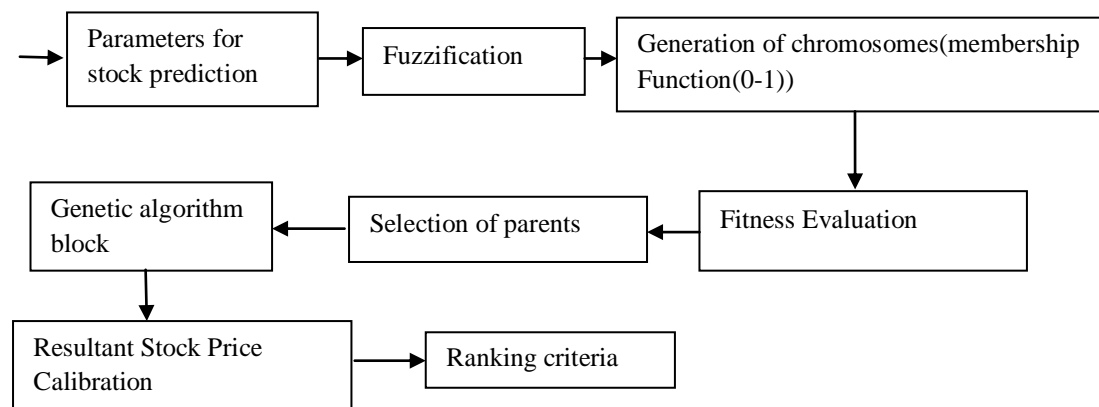 Parameters for
stock prediction
Fuzzification
Generation of chromosomes(membership
Function(0-1))
Genetic algorithm
block
Selection of parents
Fitness Evaluation
Resultant Stock Price
Calibration
Ranking criteria